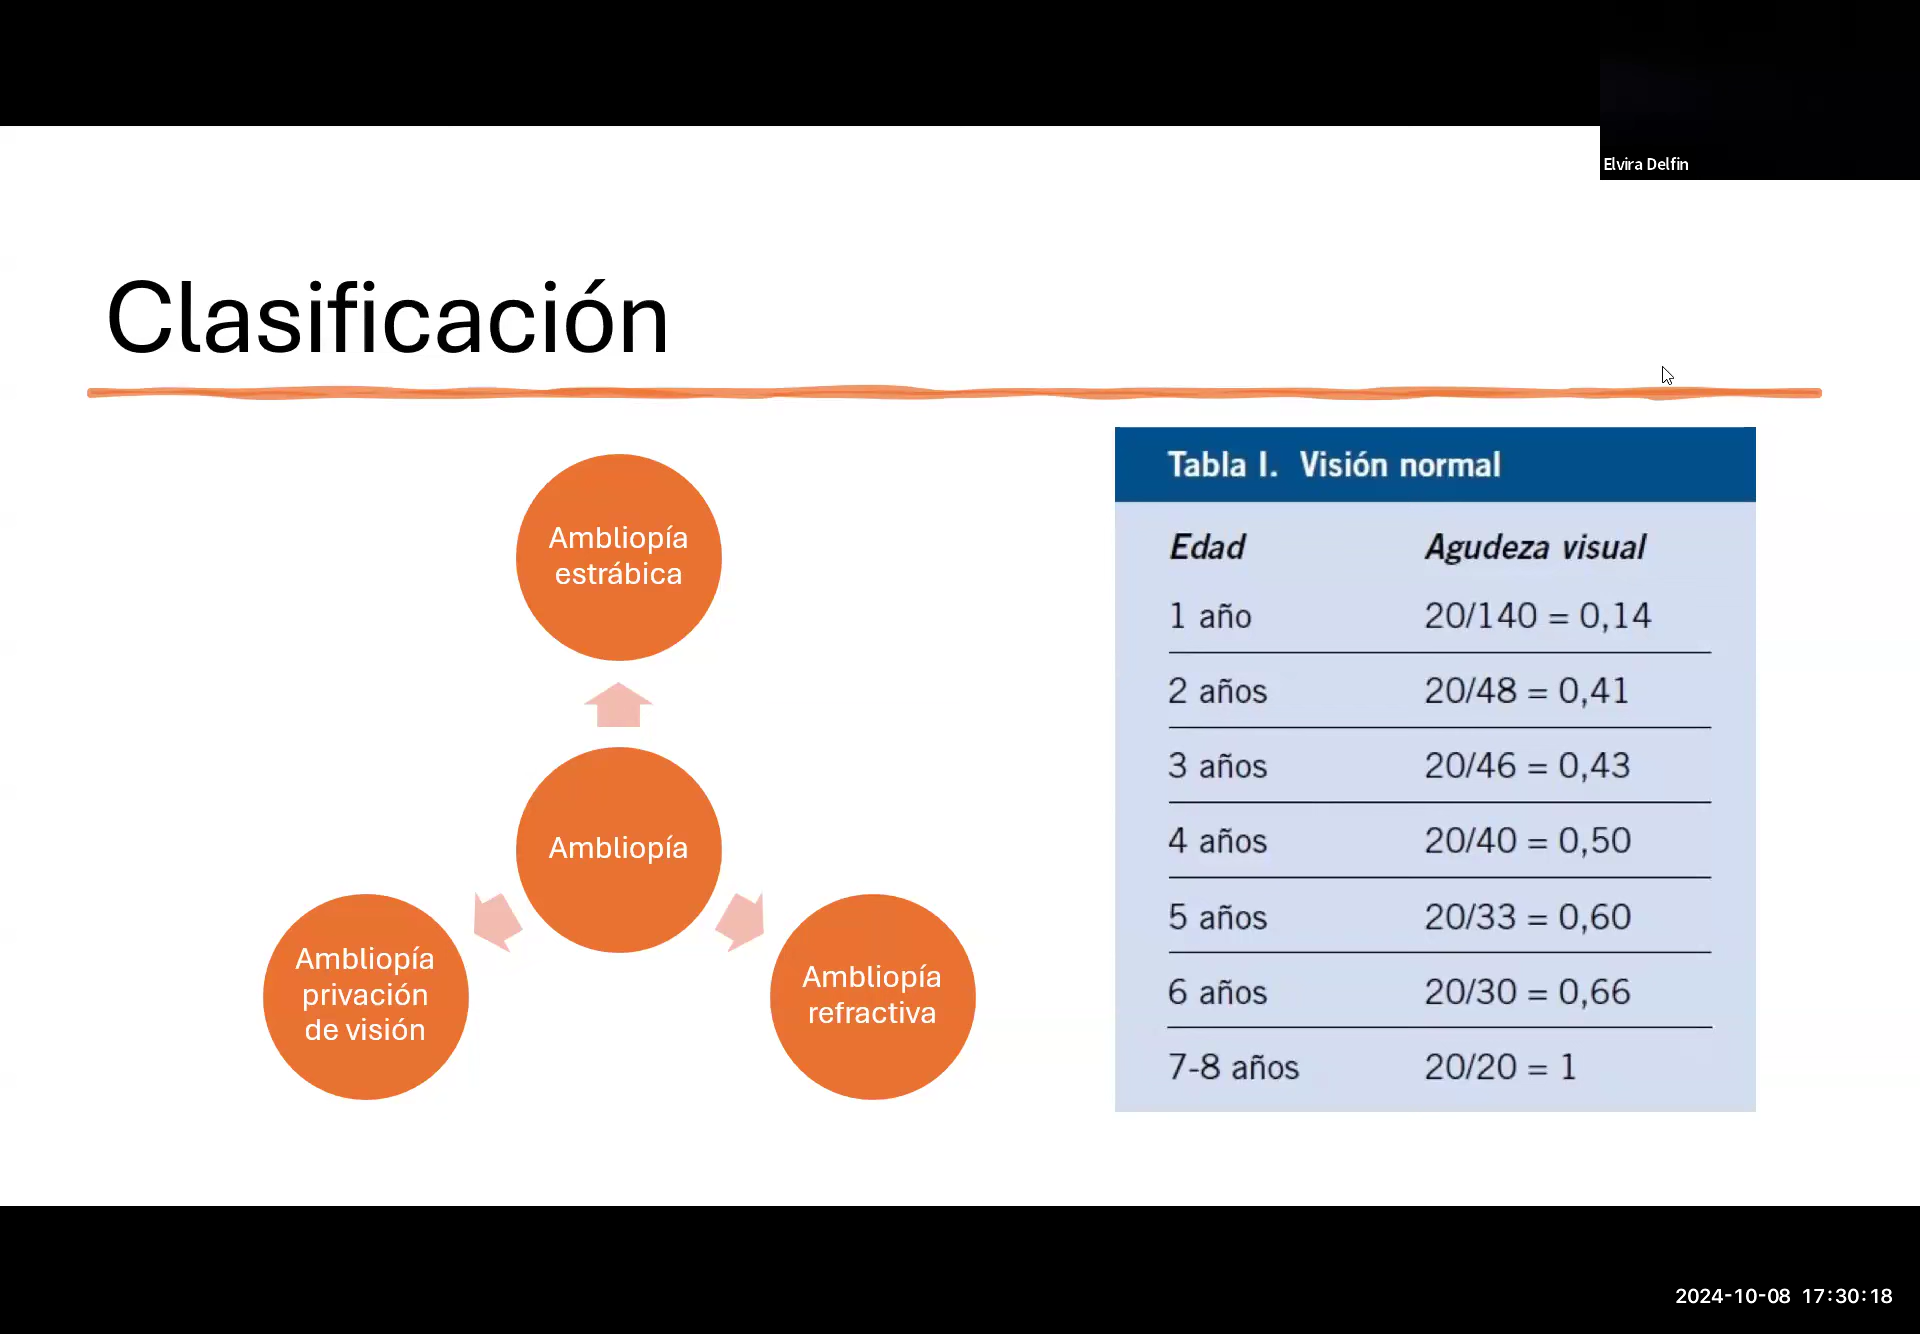 Elvira Delfin
Clasificación
Ambliopía
estrábica
Ambliopía
Ambliopía
privación
de visión
Ambliopía
refractiva
Tabla I. Visión normal
Edad Agudeza visual
1 año 20/140 = 0,14
2 años 20/48 = 0,41
3 años 20/46 = 0,43
4 años 20/40 = 0,50
5 años 20/33 = 0,60
6 años 20/30 = 0,66
7-8 años 20/20 = 1
2024-10-08 17:30:18